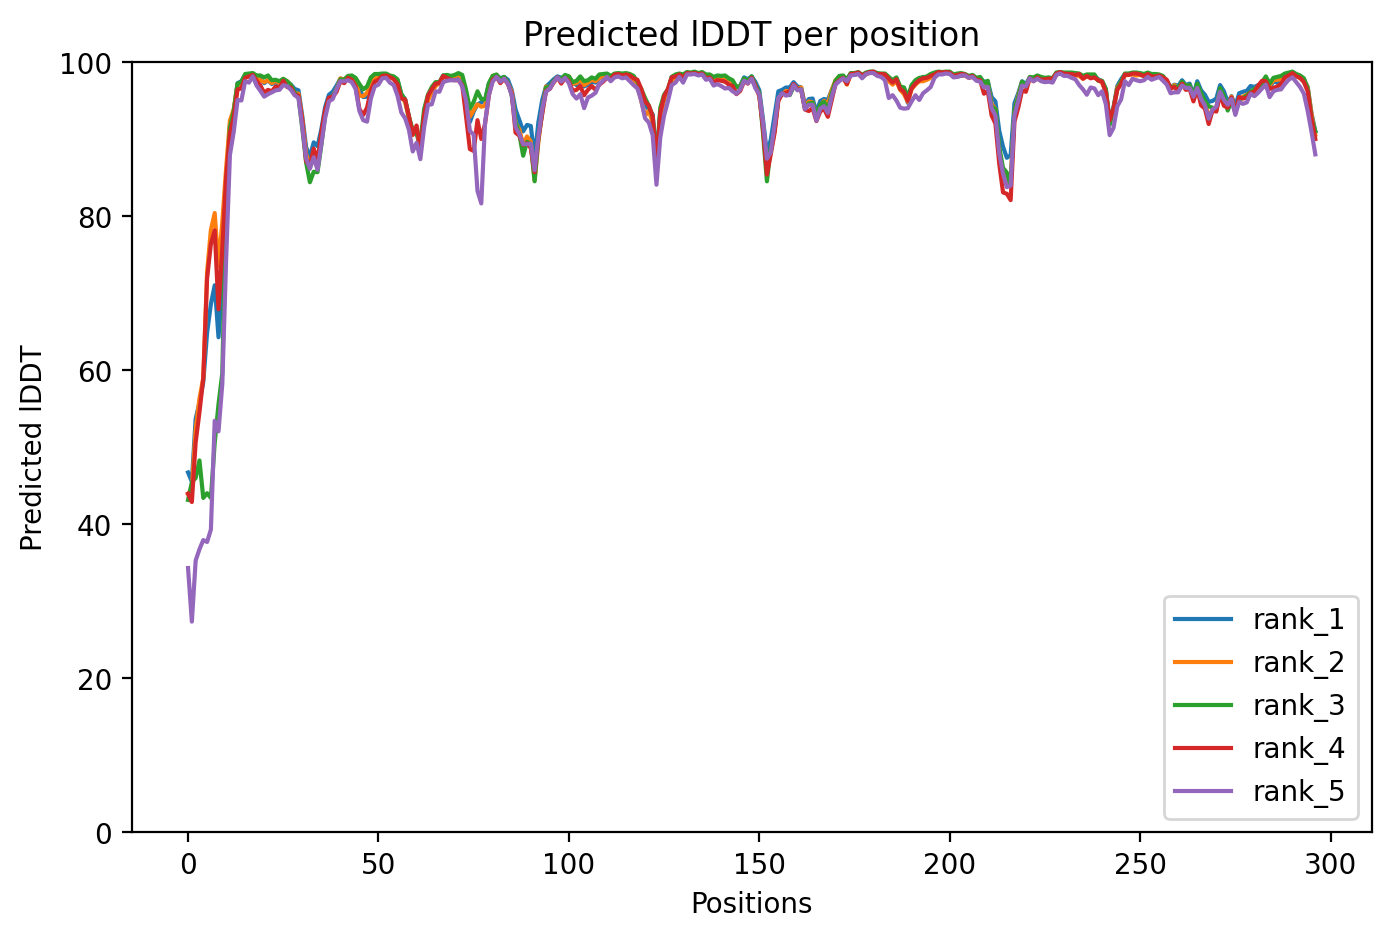 Predicted lDDT per position
100
80
60
40
20
0
Predicted lDDT
0 50 100 150 200 250 300
Positions
rank_1
rank_2
rank_3
rank_4
rank_5